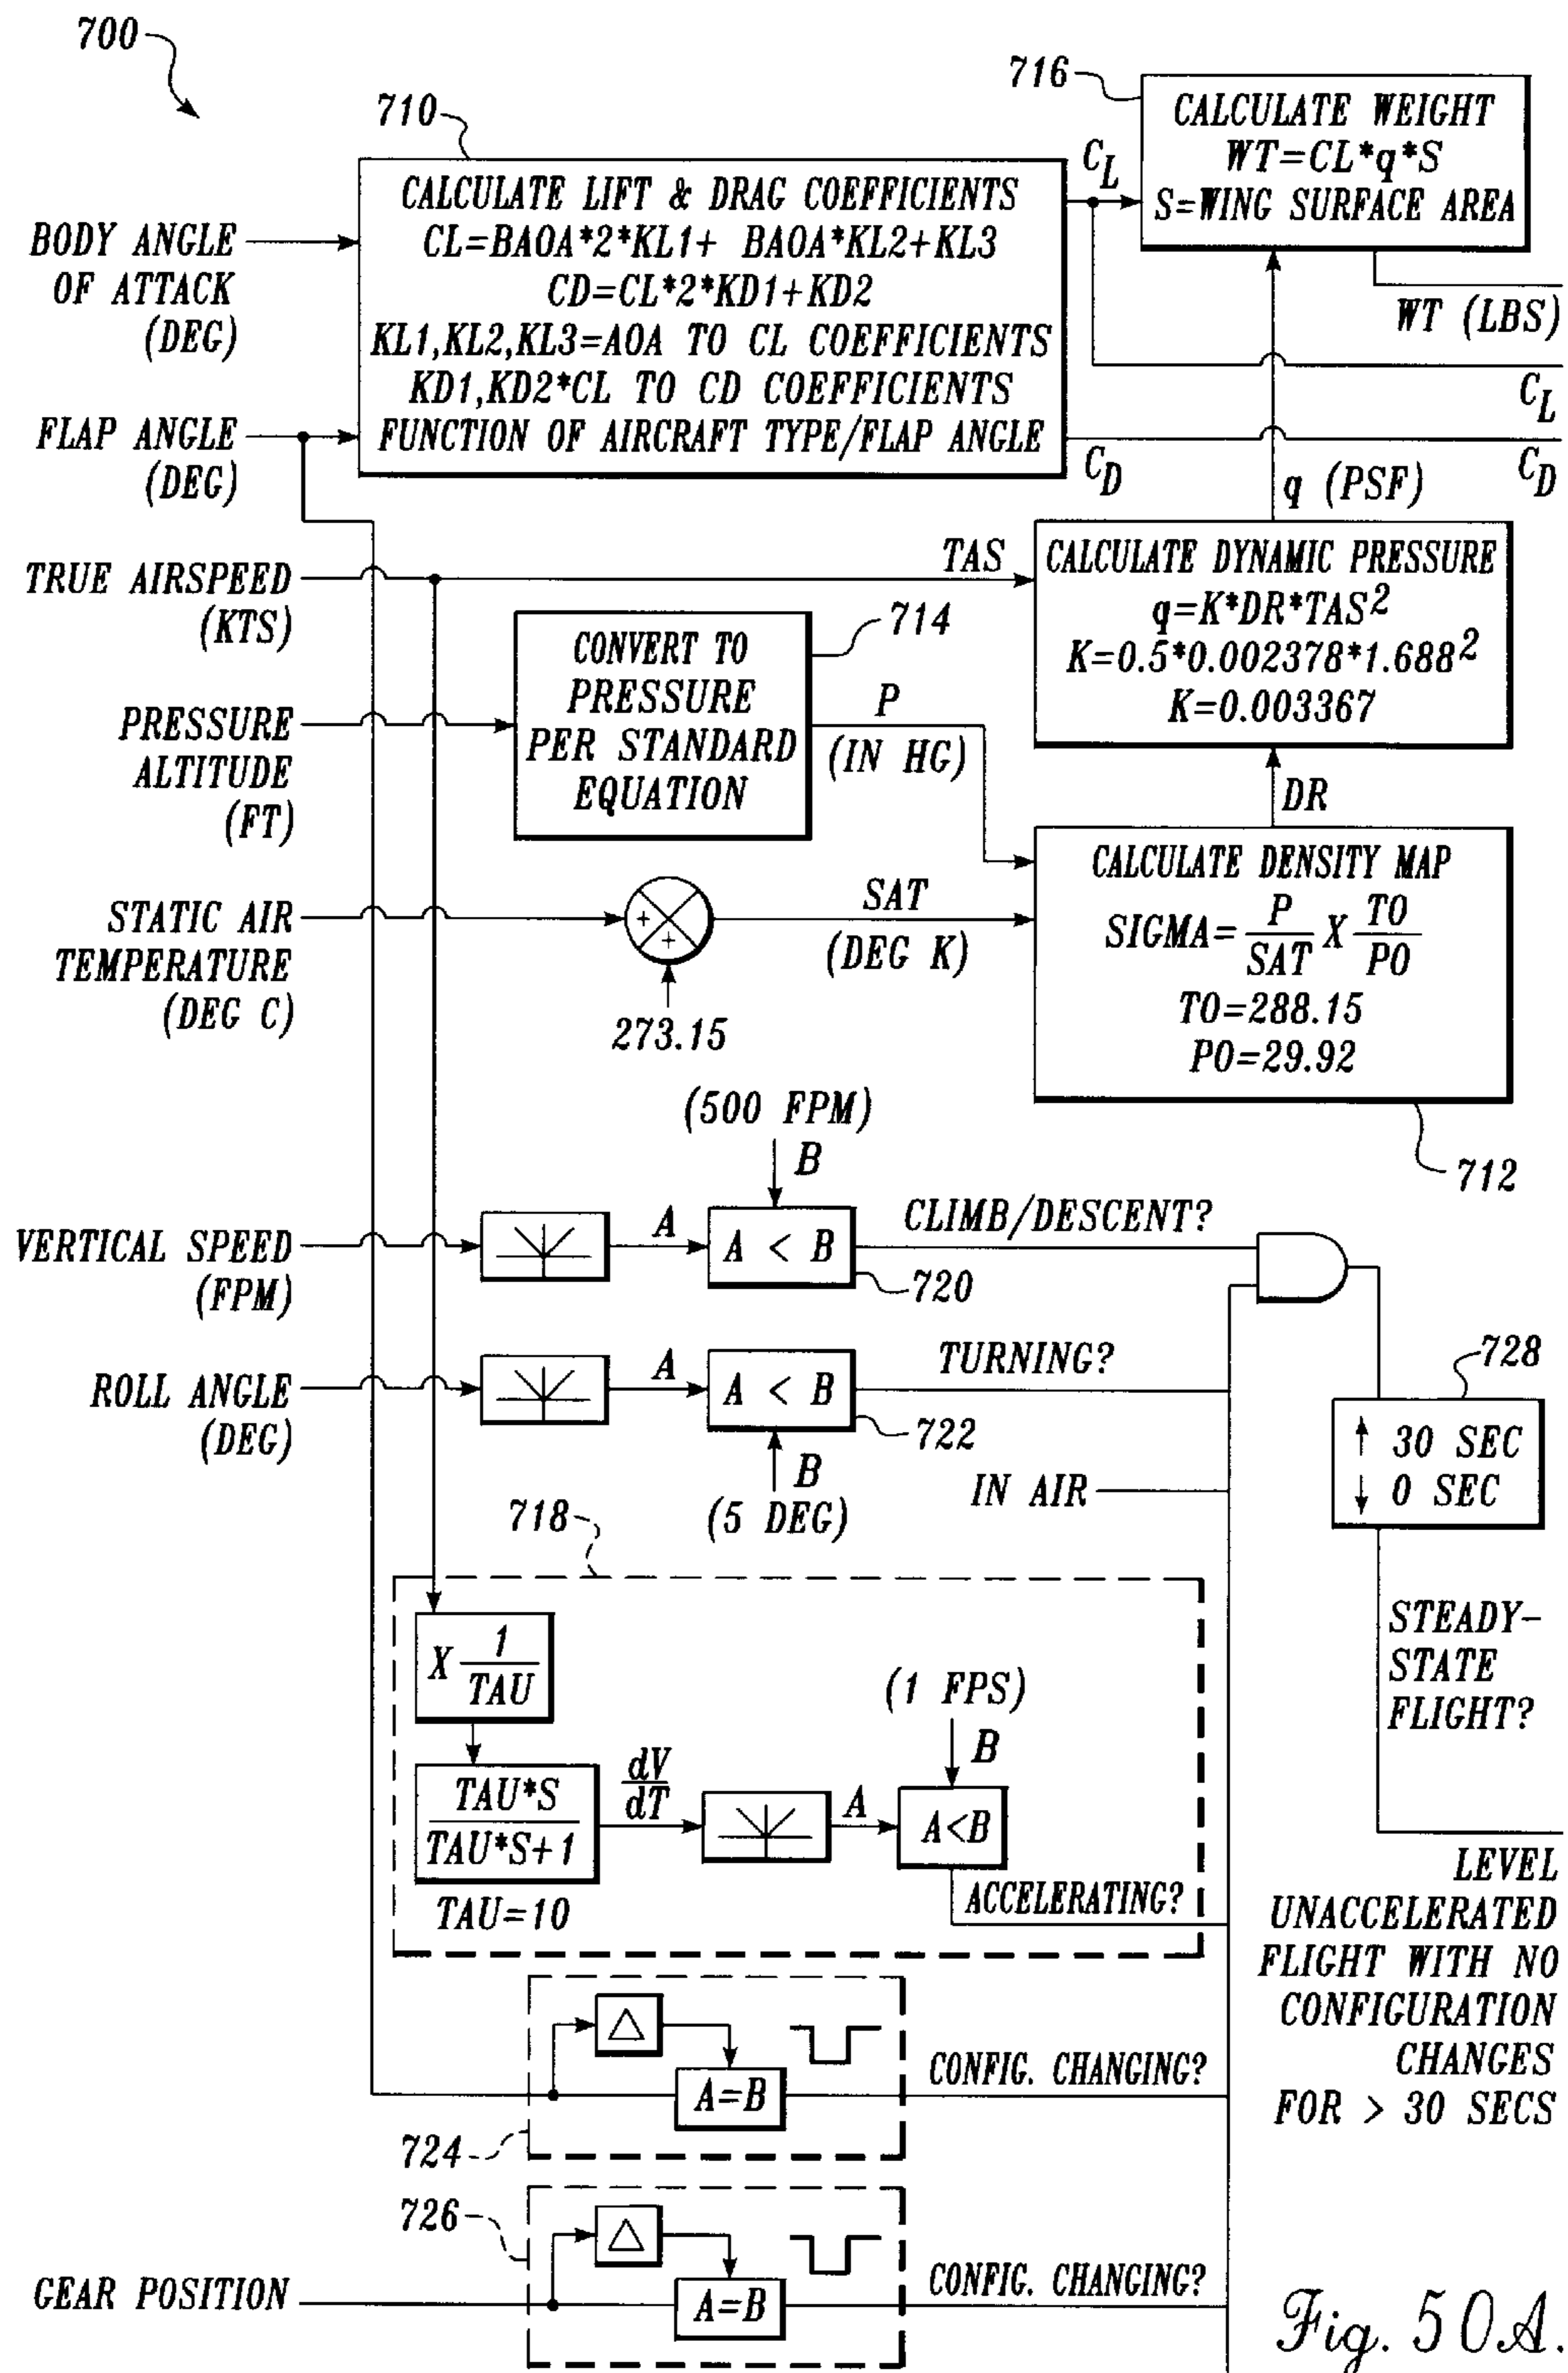 700
716
CALCULATE WEIGHT
WT=CL*q*S
S=WING SURFACE AREA
WT (LBS)
710
CALCULATE LIFT & DRAG COEFFICIENTS
CL=BAOA*2*KL1+ BAOA*KL2+KL3
CD=CL*2*KD1+KD2
KL1,KL2,KL3=AOA TO CL COEFFICIENTS
KD1,KD2*CL TO CD COEFFICIENTS
FUNCTION OF AIRCRAFT TYPE/FLAP ANGLE
C_L
C_L
C_D
C_D
BODY ANGLE
OF ATTACK
(DEG)
FLAP ANGLE
(DEG)
q (PSF)
TRUE AIRSPEED
(KTS)
TAS
CALCULATE DYNAMIC PRESSURE
q=K*DR*TAS²
K=0.5*0.002378*1.688²
K=0.003367
714
CONVERT TO
PRESSURE
PER STANDARD
EQUATION
P
(IN HG)
PRESSURE
ALTITUDE
(FT)
DR
CALCULATE DENSITY MAP
SIGMA= P/SAT X TO/PO
TO=288.15
PO=29.92
712
STATIC AIR
TEMPERATURE
(DEG C)
+
+
273.15
SAT
(DEG K)
(500 FPM)
B
VERTICAL SPEED
(FPM)
A
A < B
720
CLIMB/DESCENT?
ROLL ANGLE
(DEG)
A
A < B
722
TURNING?
B
(5 DEG)
IN AIR
728
↑ 30 SEC
↓ 0 SEC
STEADY-
STATE
FLIGHT?
718
X 1/TAU
TAU*S/TAU*S+1
TAU=10
dV/dT
A
(1 FPS)
B
A<B
ACCELERATING?
LEVEL
UNACCELERATED
FLIGHT WITH NO
CONFIGURATION
CHANGES
FOR > 30 SECS
△
A=B
724
CONFIG. CHANGING?
726
△
A=B
CONFIG. CHANGING?
GEAR POSITION
Fig. 50A.